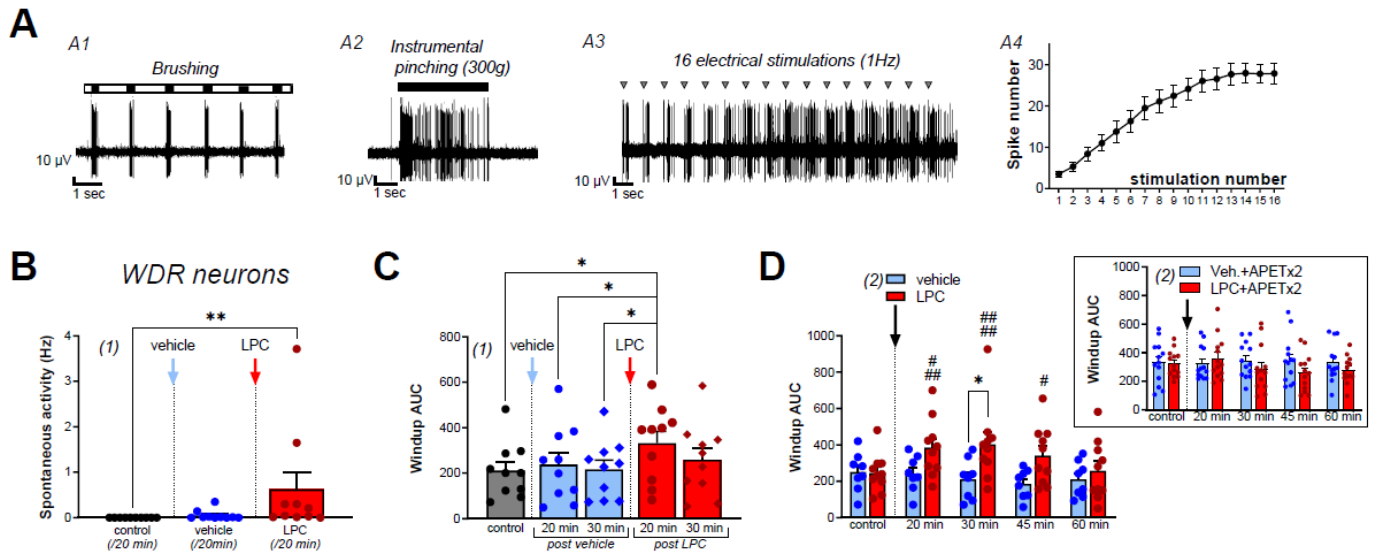 A
A1
Brushing
10 µV
1 sec
A2
Instrumental
pinching (300g)
10 µV
1 sec
A3
16 electrical stimulations (1Hz)
10 µV
1 sec
A4
Spike number
30
20
10
0
stimulation number
1 2 3 4 5 6 7 8 9 10 11 12 13 14 15 16
B
WDR neurons
**
(1)
vehicle
LPC
Spontaneous activity (Hz)
4
3
2
1
0
control
(/20 min)
vehicle
(/20min)
LPC
(/20 min)
C
*
*
*
(1)
vehicle
LPC
Windup AUC
800
600
400
200
0
control
20 min
30 min
20 min
30 min
post vehicle
post LPC
D
(2)
vehicle
LPC
Windup AUC
1000
800
600
400
200
0
#
##
##
##
*
#
control
20 min
30 min
45 min
60 min
(2)
Veh.+APETx2
LPC+APETx2
Windup AUC
1000
800
600
400
200
0
control
20 min
30 min
45 min
60 min